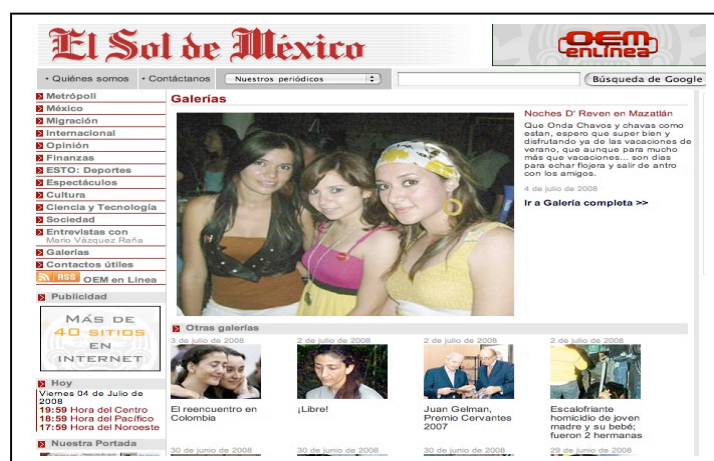 El Sol de México
OEM
enLínea
• Quiénes somos
• Contáctanos
Nuestros periódicos
Búsqueda de Google
Metrópoli
México
Migración
Internacional
Opinión
Finanzas
ESTO: Deportes
Espectáculos
Cultura
Ciencia y Tecnología
Sociedad
Entrevistas con
Mario Vázquez Raña
Galerías
Contactos útiles
RSS OEM en Linea
Publicidad
MÁS DE
40 SITIOS
EN
INTERNET
Hoy
Viernes 04 de Julio de
2008
19:59 Hora del Centro
18:59 Hora del Pacífico
17:59 Hora del Noroeste
Nuestra Portada
Galerías
Noches D' Reven en Mazatlán
Que Onda Chavos y chavas como
estan, espero que super bien y
disfrutando ya de las vacaciones de
verano, que aunque para mucho
más que vacaciones... son dias
para echar flojera y salir de antro
con los amigos.
4 de julio de 2008
Ir a Galería completa >>
Otras galerías
3 de julio de 2008
El reencuentro en
Colombia
2 de julio de 2008
¡Libre!
2 de julio de 2008
Juan Gelman,
Premio Cervantes
2007
2 de julio de 2008
Escalofriante
homicidio de joven
madre y su bebé;
fueron 2 hermanas
30 de junio de 2008
30 de junio de 2008
30 de junio de 2008
29 de junio de 2008